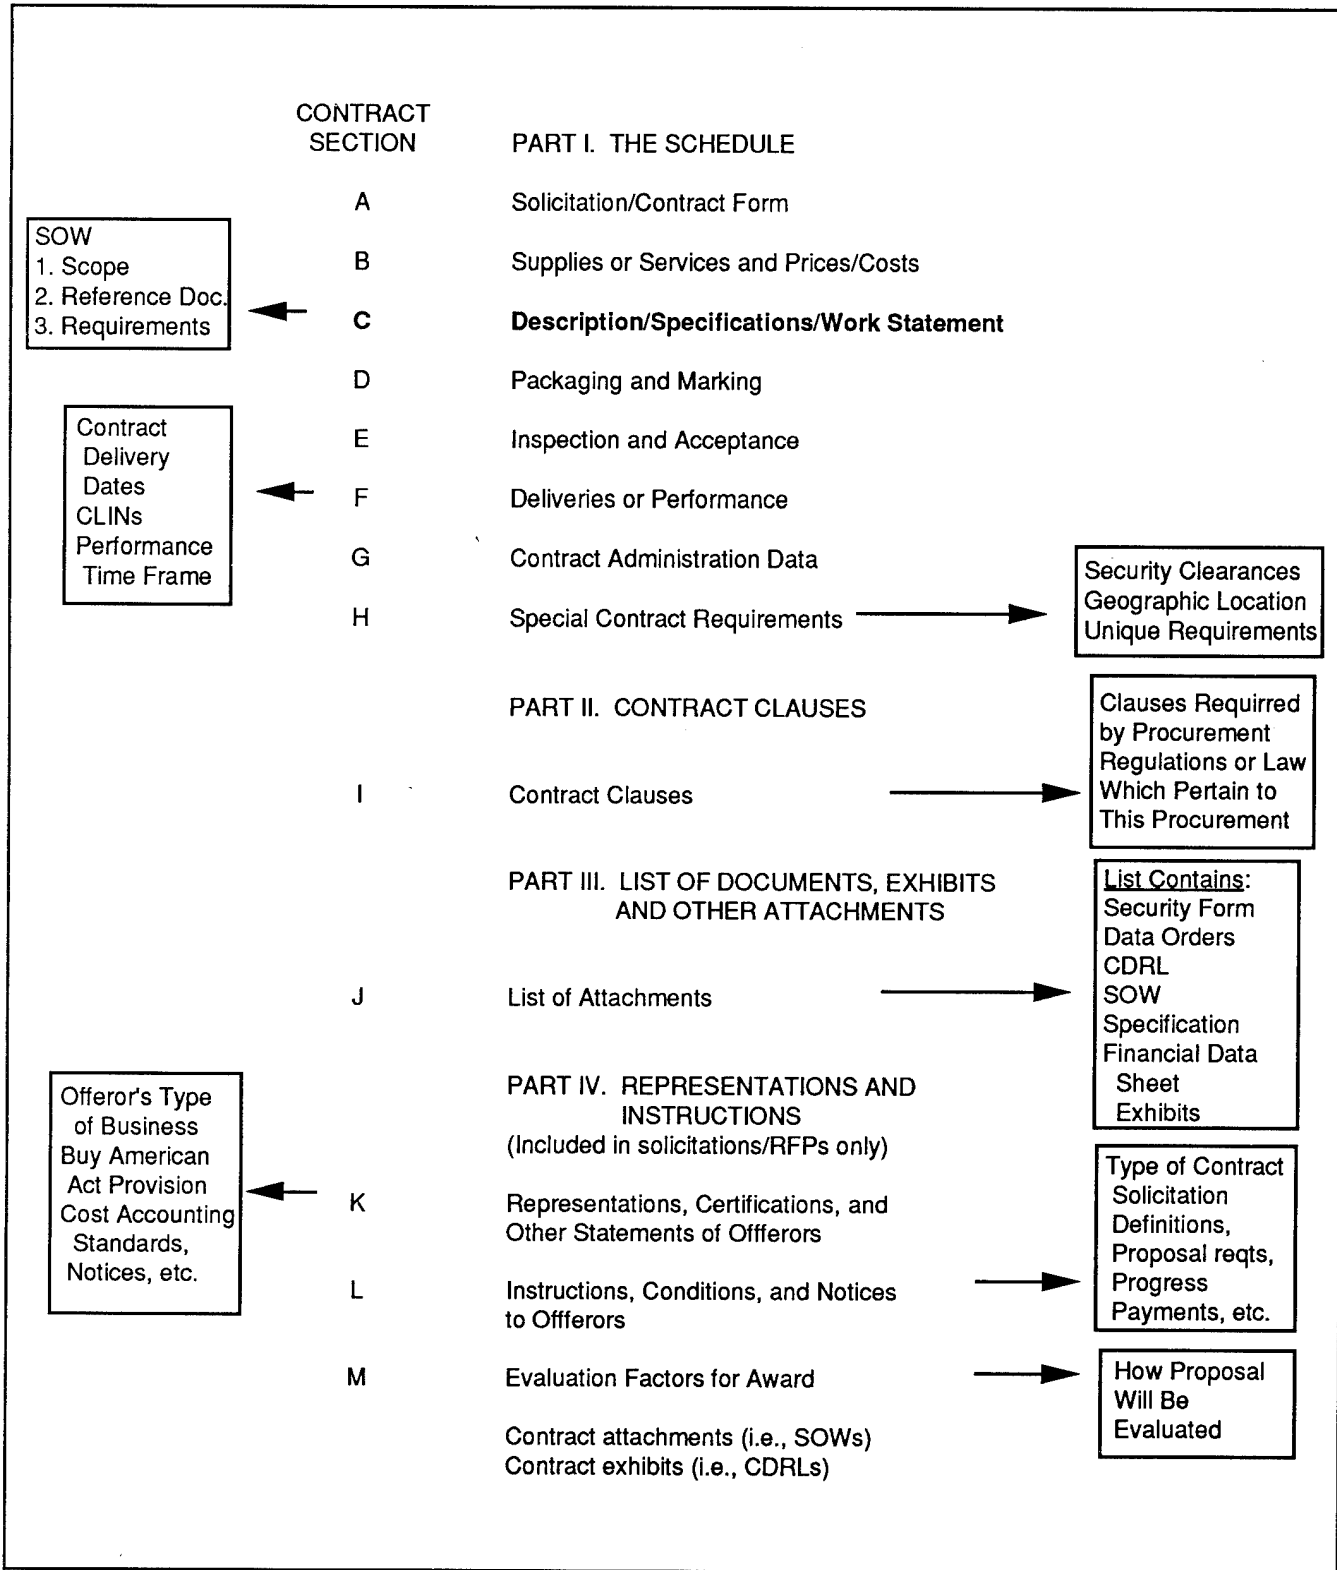 CONTRACT
SECTION
PART I. THE SCHEDULE
A Solicitation/Contract Form
SOW
1. Scope
2. Reference Doc.
3. Requirements
B Supplies or Services and Prices/Costs
C Description/Specifications/Work Statement
D Packaging and Marking
Contract
Delivery
Dates
CLINs
Performance
Time Frame
E Inspection and Acceptance
F Deliveries or Performance
G Contract Administration Data
H Special Contract Requirements
Security Clearances
Geographic Location
Unique Requirements
PART II. CONTRACT CLAUSES
I Contract Clauses
Clauses Requirred
by Procurement
Regulations or Law
Which Pertain to
This Procurement
PART III. LIST OF DOCUMENTS, EXHIBITS
AND OTHER ATTACHMENTS
J List of Attachments
List Contains:
Security Form
Data Orders
CDRL
SOW
Specification
Financial Data
Sheet
Exhibits
PART IV. REPRESENTATIONS AND
INSTRUCTIONS
(Included in solicitations/RFPs only)
Offeror's Type
of Business
Buy American
Act Provision
Cost Accounting
Standards,
Notices, etc.
K Representations, Certifications, and
Other Statements of Offferors
L Instructions, Conditions, and Notices
to Offferors
Type of Contract
Solicitation
Definitions,
Proposal reqts,
Progress
Payments, etc.
M Evaluation Factors for Award
How Proposal
Will Be
Evaluated
Contract attachments (i.e., SOWs)
Contract exhibits (i.e., CDRLs)